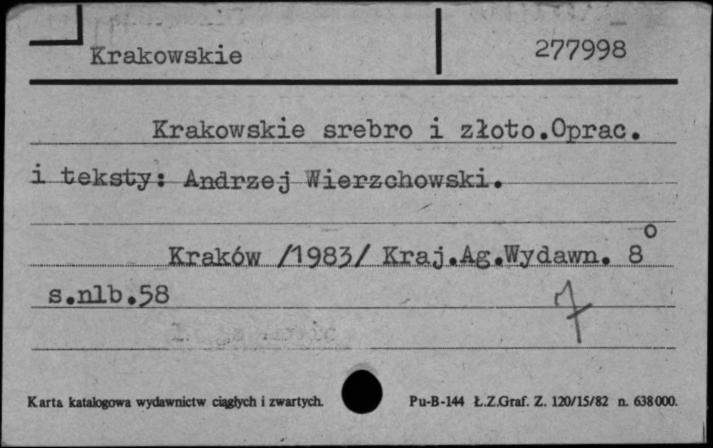 Krakowskie 277998
Krakowskie srebro i złoto.Oprac.
i teksty: Andrzej Wierzchowski.
Kraków /1983/ Kraj.Ag.Wydawn. 8°
s.nlb.58
7
Karta katalogowa wydawnictw ciągłych i zwartych. Pu-B-144 Ł.Z.Graf. Z. 120/15/82 n. 638000.